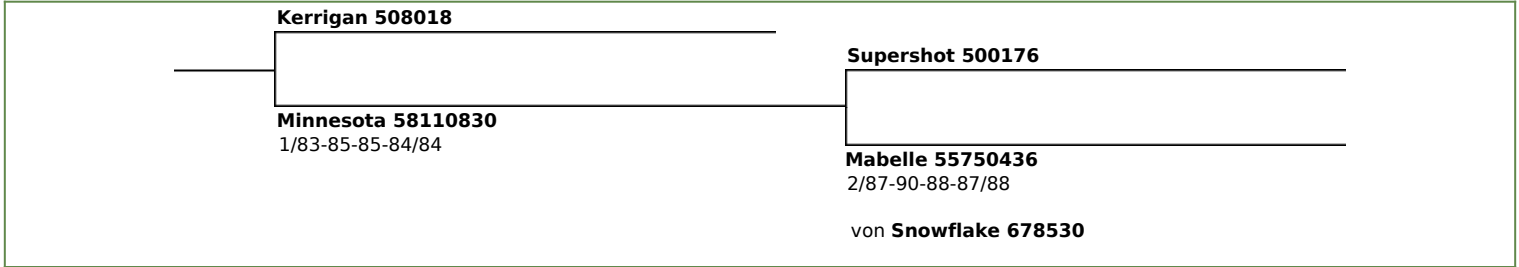 Kerrigan 508018
Supershot 500176
Minnesota 58110830
1/83-85-85-84/84
Mabelle 55750436
2/87-90-88-87/88
von Snowflake 678530